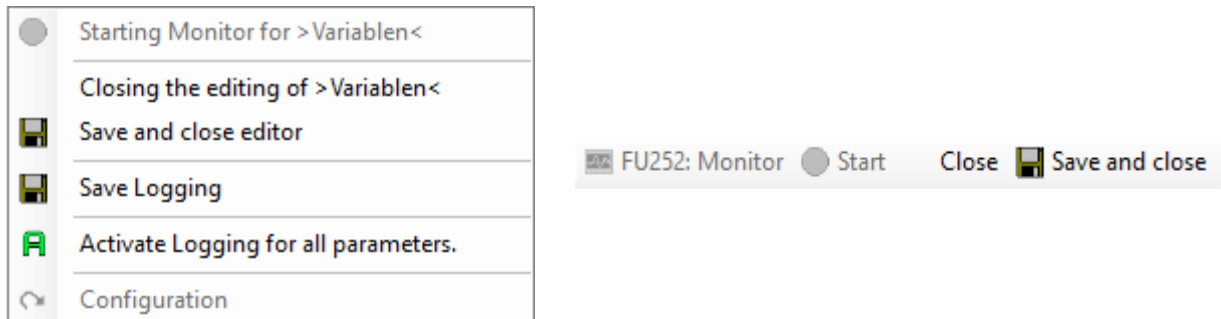 Starting Monitor for >Variablen<
Closing the editing of >Variablen<
Save and close editor
Save Logging
Activate Logging for all parameters.
Configuration
FU252: Monitor Start Close Save and close